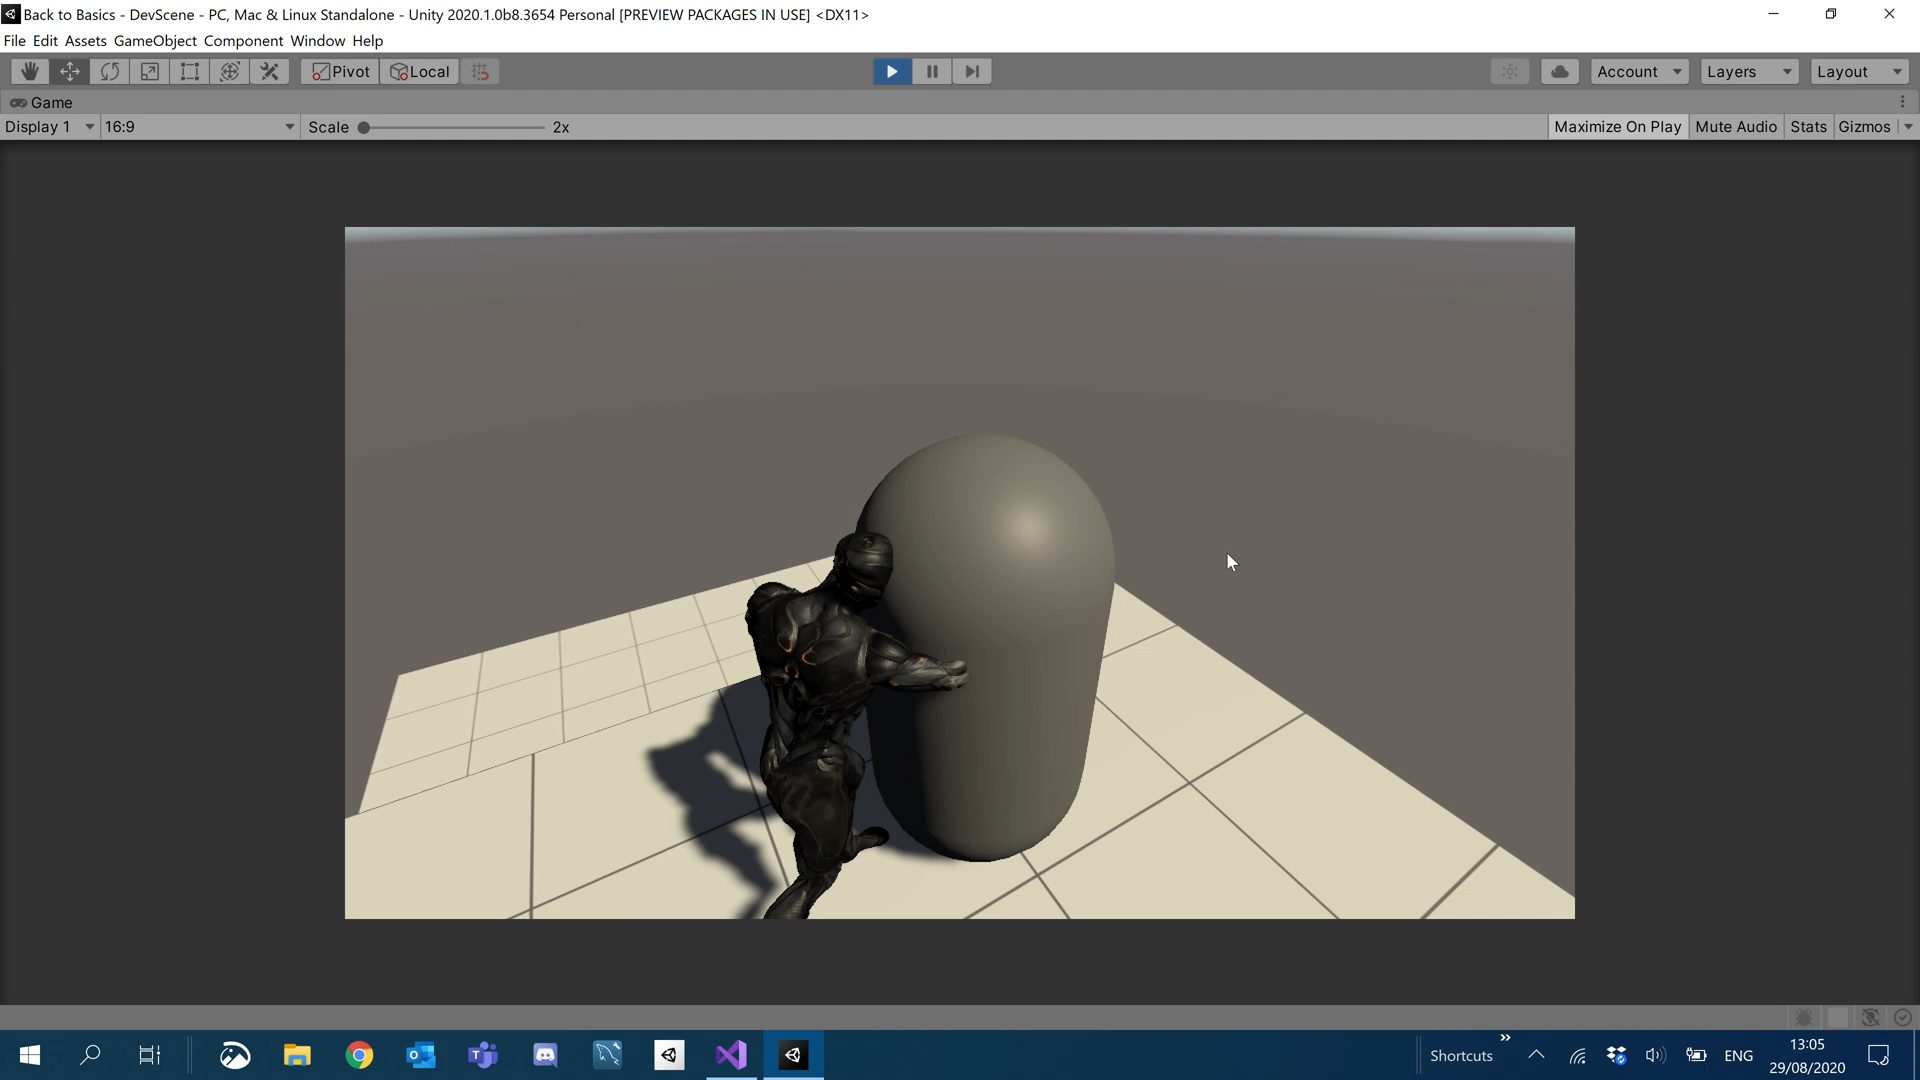 Back to Basics - DevScene - PC, Mac & Linux Standalone - Unity 2020.1.0b8.3654 Personal [PREVIEW PACKAGES IN USE] <DX11>
File Edit Assets GameObject Component Window Help
Pivot Local Account Layers Layout
Game
Display 1 16:9 Scale 2x Maximize On Play Mute Audio Stats Gizmos
Shortcuts ENG 13:05
29/08/2020